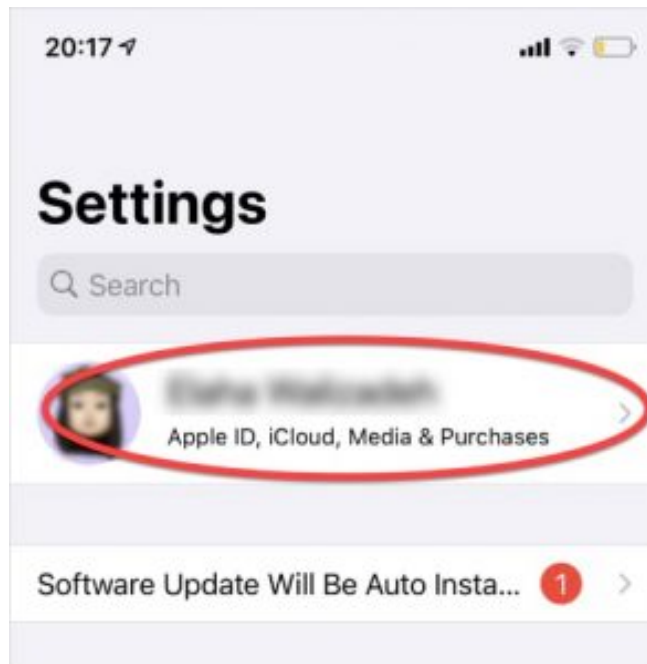 20:17
Settings
Search
Apple ID, iCloud, Media & Purchases
Software Update Will Be Auto Insta... 1